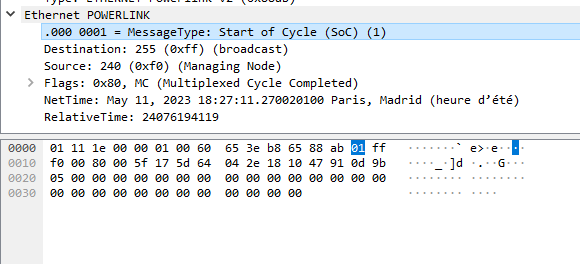 Type: ETHERNET Powerlink v2 (0x88ab)
Ethernet POWERLINK
.000 0001 = MessageType: Start of Cycle (SoC) (1)
Destination: 255 (0xff) (broadcast)
Source: 240 (0xf0) (Managing Node)
Flags: 0x80, MC (Multiplexed Cycle Completed)
NetTime: May 11, 2023 18:27:11.270020100 Paris, Madrid (heure d’été)
RelativeTime: 24076194119
0000 01 11 1e 00 00 01 00 60 65 3e b8 65 88 ab 01 ff ·······` e>·e····
0010 f0 00 80 00 5f 17 5d 64 04 2e 18 10 47 91 0d 9b ····_·]d ·.··G···
0020 05 00 00 00 00 00 00 00 00 00 00 00 00 00 00 00 ········ ········
0030 00 00 00 00 00 00 00 00 00 00 00 00 ········ ····